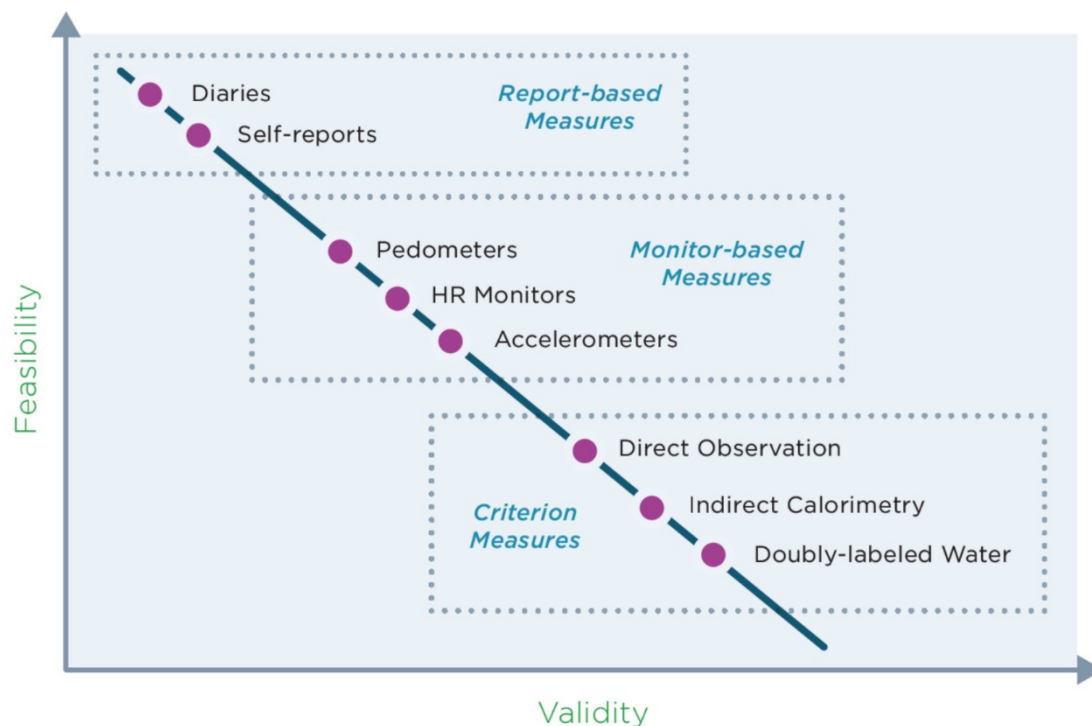 Diaries
Report-based
Measures
Self-reports
Pedometers
Monitor-based
Measures
HR Monitors
Accelerometers
Feasibility
Direct Observation
Criterion
Measures
Indirect Calorimetry
Doubly-labeled Water
Validity